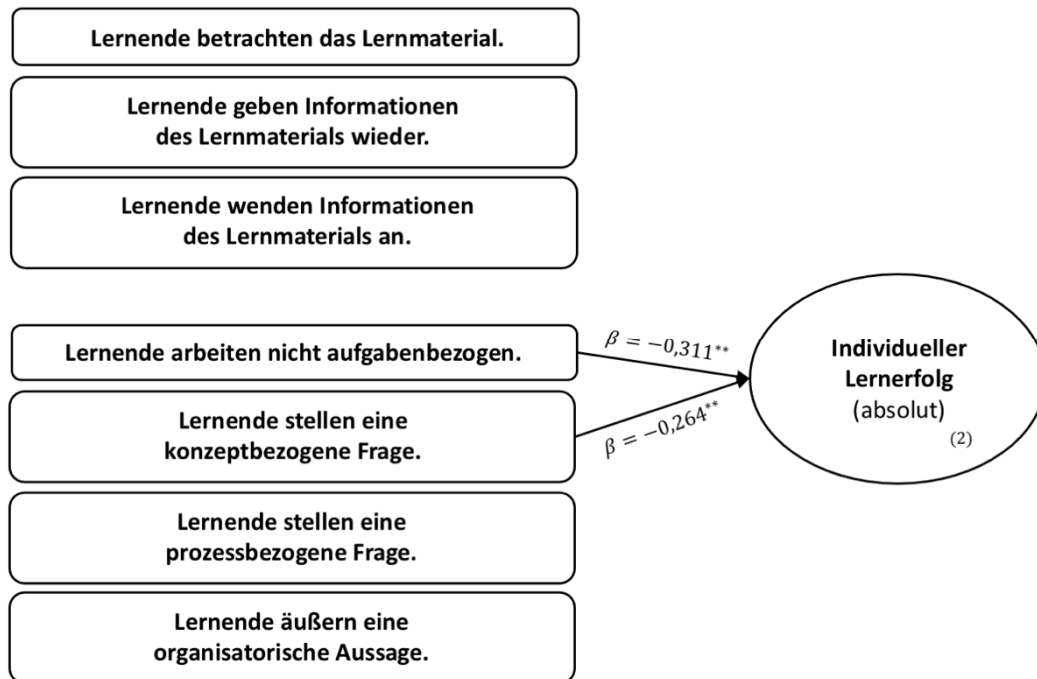 Lernende betrachten das Lernmaterial.
Lernende geben Informationen
des Lernmaterials wieder.
Lernende wenden Informationen
des Lernmaterials an.
Lernende arbeiten nicht aufgabenbezogen.
β = −0,311**
Lernende stellen eine
konzeptbezogene Frage.
β = −0,264**
Individueller
Lernerfolg
(absolut)
(2)
Lernende stellen eine
prozessbezogene Frage.
Lernende äußern eine
organisatorische Aussage.